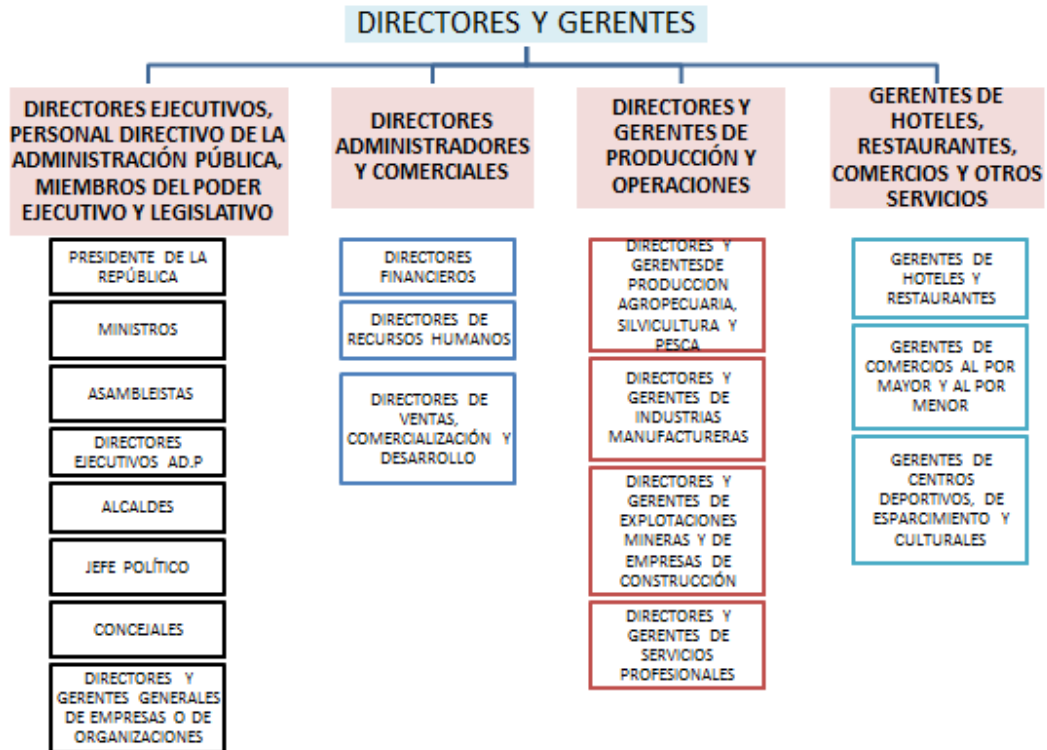 DIRECTORES Y GERENTES
DIRECTORES EJECUTIVOS,
PERSONAL DIRECTIVO DE LA
ADMINISTRACIÓN PÚBLICA,
MIEMBROS DEL PODER
EJECUTIVO Y LEGISLATIVO
PRESIDENTE DE LA
REPÚBLICA
MINISTROS
ASAMBLEISTAS
DIRECTORES
EJECUTIVOS AD.P
ALCALDES
JEFE POLÍTICO
CONCEJALES
DIRECTORES Y
GERENTES GENERALES
DE EMPRESAS O DE
ORGANIZACIONES
DIRECTORES
ADMINISTRADORES
Y COMERCIALES
DIRECTORES
FINANCIEROS
DIRECTORES DE
RECURSOS HUMANOS
DIRECTORES DE
VENTAS,
COMERCIALIZACIÓN Y
DESARROLLO
DIRECTORES Y
GERENTES DE
PRODUCCIÓN Y
OPERACIONES
DIRECTORES Y
GERENTESDE
PRODUCCION
AGROPECUARIA,
SILVICULTURA Y
PESCA
DIRECTORES Y
GERENTES DE
INDUSTRIAS
MANUFACTURERAS
DIRECTORES Y
GERENTES DE
EXPLOTACIONES
MINERAS Y DE
EMPRESAS DE
CONSTRUCCIÓN
DIRECTORES Y
GERENTES DE
SERVICIOS
PROFESIONALES
GERENTES DE
HOTELES,
RESTAURANTES,
COMERCIOS Y OTROS
SERVICIOS
GERENTES DE
HOTELES Y
RESTAURANTES
GERENTES DE
COMERCIOS AL POR
MAYOR Y AL POR
MENOR
GERENTES DE
CENTROS
DEPORTIVOS, DE
ESPARCIMIENTO Y
CULTURALES